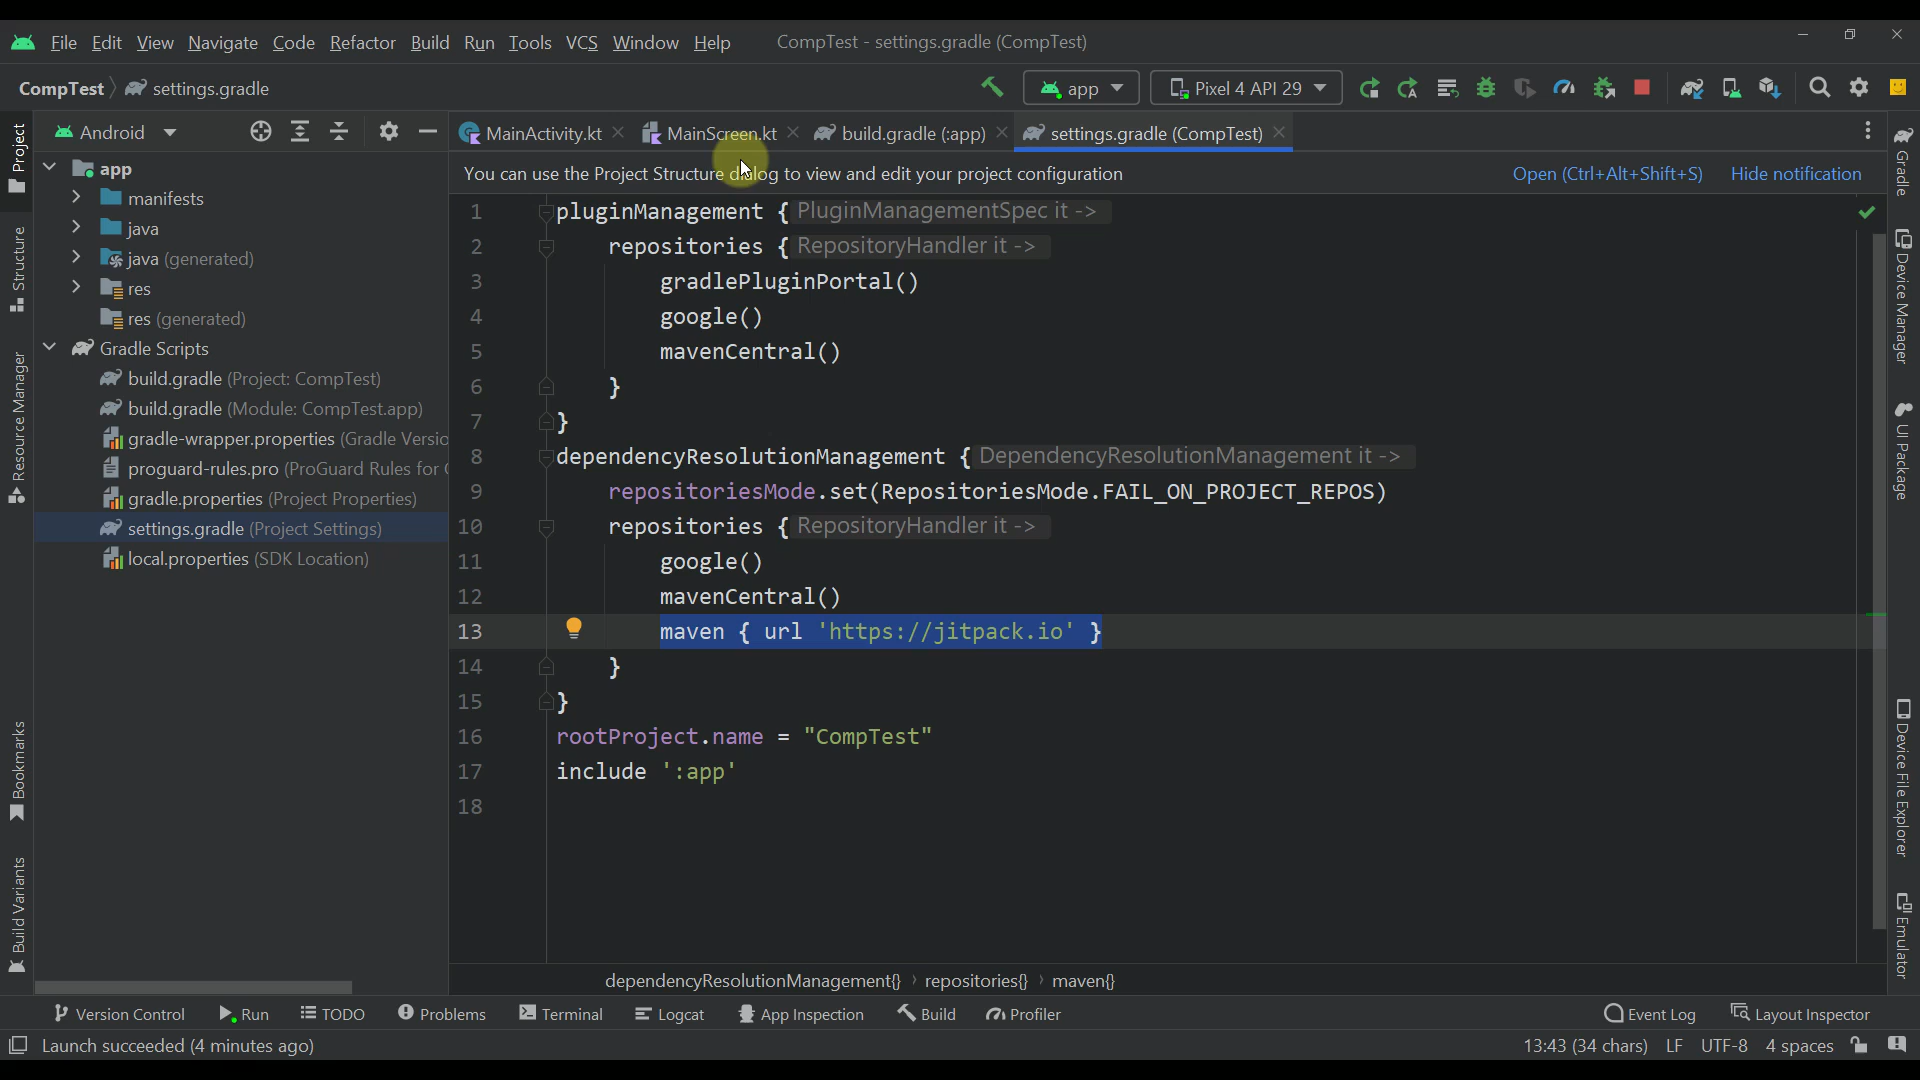 File Edit View Navigate Code Refactor Build Run Tools VCS Window Help CompTest - settings.gradle (CompTest)
CompTest settings.gradle app Pixel 4 API 29
Android
MainActivity.kt MainScreen.kt build.gradle (:app) settings.gradle (CompTest)
You can use the Project Structure dialog to view and edit your project configuration Open (Ctrl+Alt+Shift+S) Hide notification
app
manifests
java
java (generated)
res
res (generated)
Gradle Scripts
build.gradle (Project: CompTest)
build.gradle (Module: CompTest.app)
gradle-wrapper.properties (Gradle Versio
proguard-rules.pro (ProGuard Rules for
gradle.properties (Project Properties)
settings.gradle (Project Settings)
local.properties (SDK Location)
1 pluginManagement { PluginManagementSpec it ->
2 repositories { RepositoryHandler it ->
3 gradlePluginPortal()
4 google()
5 mavenCentral()
6 }
7 }
8 dependencyResolutionManagement { DependencyResolutionManagement it ->
9 repositoriesMode.set(RepositoriesMode.FAIL_ON_PROJECT_REPOS)
10 repositories { RepositoryHandler it ->
11 google()
12 mavenCentral()
13 maven { url 'https://jitpack.io' }
14 }
15 }
16 rootProject.name = "CompTest"
17 include ':app'
18
dependencyResolutionManagement{} › repositories{} › maven{}
Project
Structure
Resource Manager
Bookmarks
Build Variants
Gradle
Device Manager
UI Package
Device File Explorer
Emulator
Version Control Run TODO Problems Terminal Logcat App Inspection Build Profiler Event Log Layout Inspector
Launch succeeded (4 minutes ago) 13:43 (34 chars) LF UTF-8 4 spaces